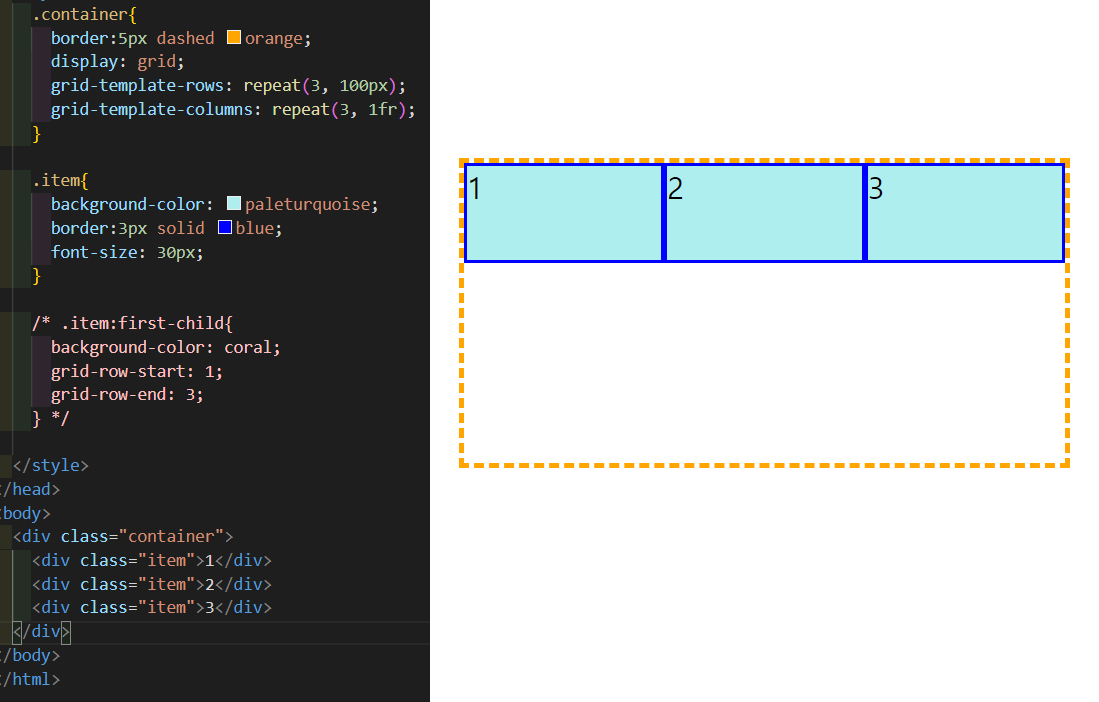 .container{
border:5px dashed orange;
display: grid;
grid-template-rows: repeat(3, 100px);
grid-template-columns: repeat(3, 1fr);
}
.item{
background-color: paleturquoise;
border:3px solid blue;
font-size: 30px;
}
/* .item:first-child{
background-color: coral;
grid-row-start: 1;
grid-row-end: 3;
} */
</style>
</head>
<body>
<div class="container">
<div class="item">1</div>
<div class="item">2</div>
<div class="item">3</div>
</div>
</body>
</html>
1 2 3